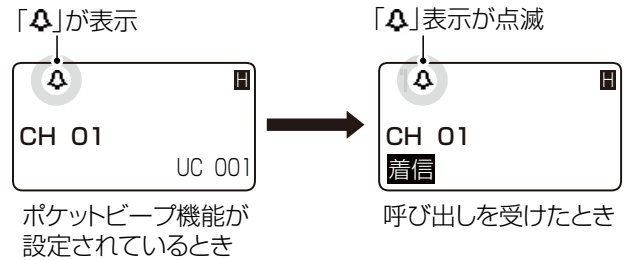 「🔔」が表示
「🔔」表示が点滅
H
CH 01
UC 001
H
CH 01
着信
ポケットビープ機能が
設定されているとき
呼び出しを受けたとき